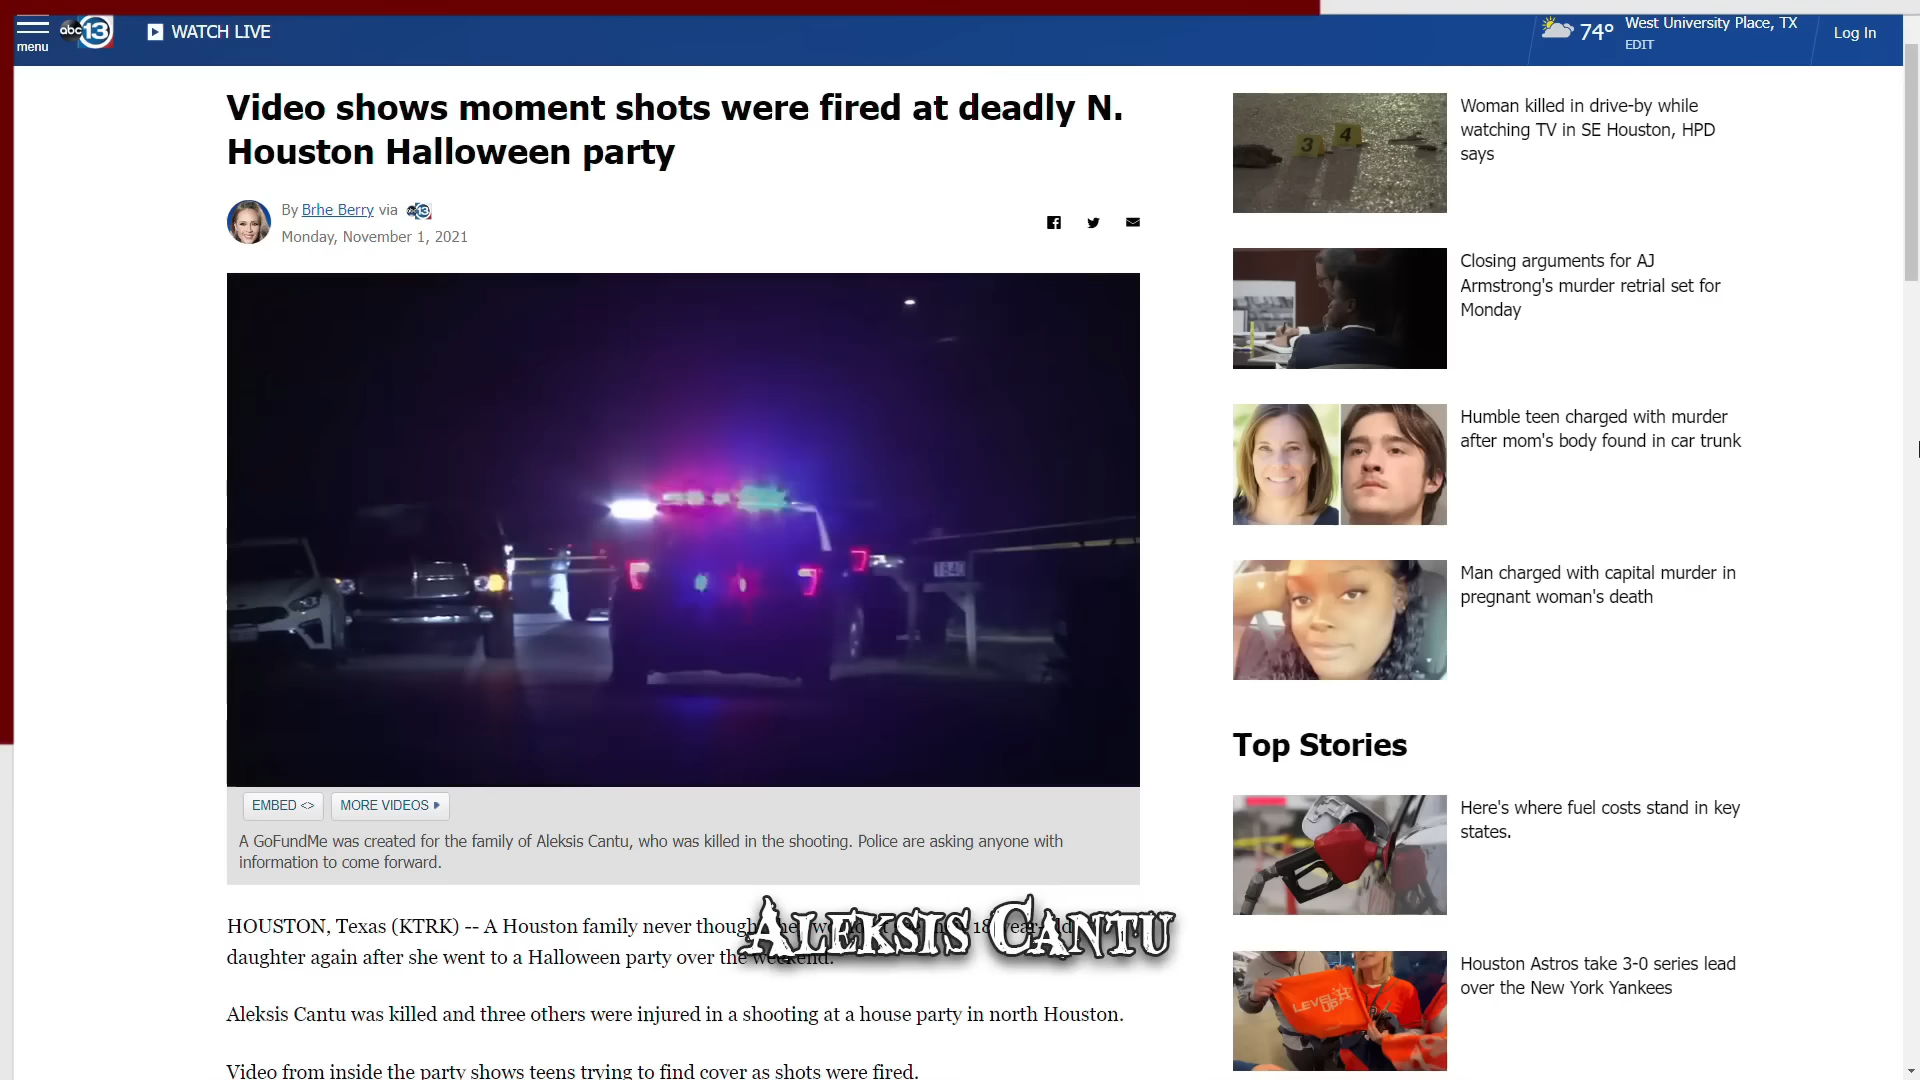 menu
abc 13
WATCH LIVE
74°
West University Place, TX
EDIT
Log In
Video shows moment shots were fired at deadly N.
Houston Halloween party
By Brhe Berry via
Monday, November 1, 2021
1840
EMBED <>
MORE VIDEOS
A GoFundMe was created for the family of Aleksis Cantu, who was killed in the shooting. Police are asking anyone with
information to come forward.
HOUSTON, Texas (KTRK) -- A Houston family never
daughter again after she went to a Halloween party over the weekend.
ALEKSIS CANTU
Aleksis Cantu was killed and three others were injured in a shooting at a house party in north Houston.
Video from inside the party shows teens trying to find cover as shots were fired.
3
4
Woman killed in drive-by while
watching TV in SE Houston, HPD
says
Closing arguments for AJ
Armstrong's murder retrial set for
Monday
Humble teen charged with murder
after mom's body found in car trunk
Man charged with capital murder in
pregnant woman's death
Top Stories
Here's where fuel costs stand in key
states.
LEVEL UP
Houston Astros take 3-0 series lead
over the New York Yankees